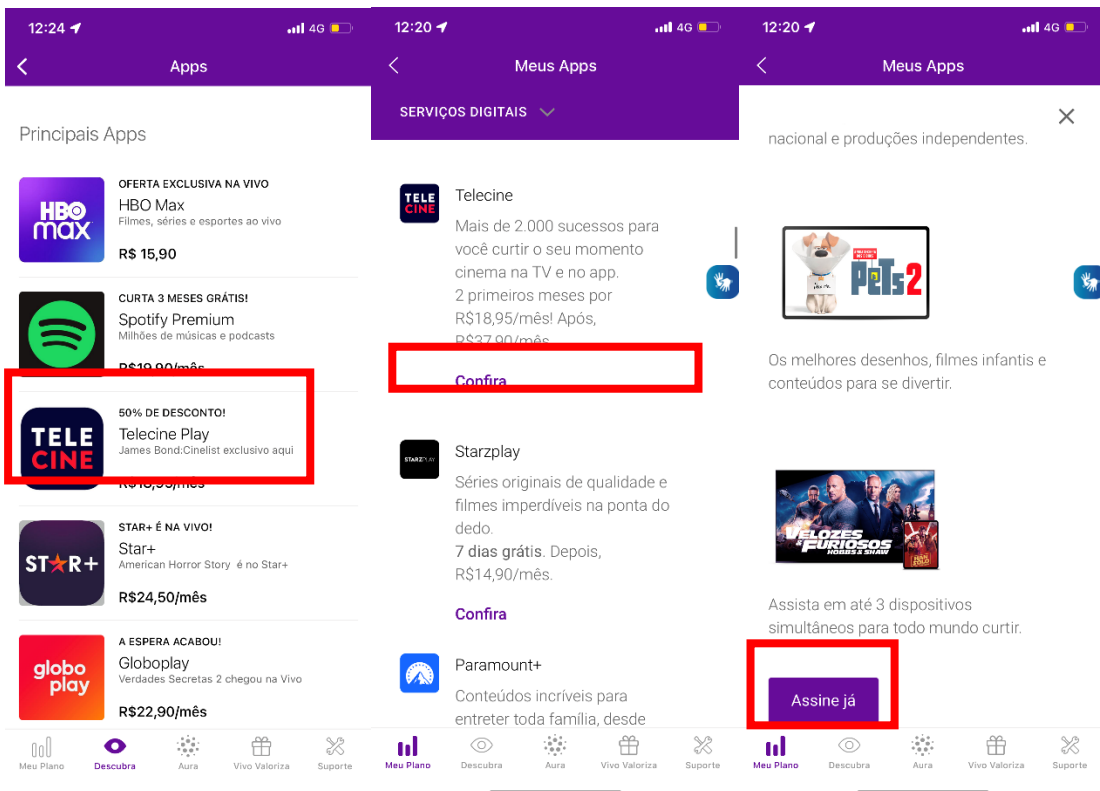 12:24
4G
Apps
Principais Apps
HBO
max
OFERTA EXCLUSIVA NA VIVO
HBO Max
Filmes, séries e esportes ao vivo
R$ 15,90
CURTA 3 MESES GRÁTIS!
Spotify Premium
Milhões de músicas e podcasts
R$19,90/mês
TELE
CINE
50% DE DESCONTO!
Telecine Play
James Bond:Cinelist exclusivo aqui
R$18,95/mês
ST★R+
STAR+ É NA VIVO!
Star+
American Horror Story é no Star+
R$24,50/mês
globo
play
A ESPERA ACABOU!
Globoplay
Verdades Secretas 2 chegou na Vivo
R$22,90/mês
Meu Plano
Descubra
Aura
Vivo Valoriza
Suporte
12:20
4G
Meus Apps
SERVIÇOS DIGITAIS
TELE
CINE
Telecine
Mais de 2.000 sucessos para
você curtir o seu momento
cinema na TV e no app.
2 primeiros meses por
R$18,95/mês! Após,
R$37,90/mês
Confira
STARZPLAY
Starzplay
Séries originais de qualidade e
filmes imperdíveis na ponta do
dedo.
7 dias grátis. Depois,
R$14,90/mês.
Confira
Paramount+
Conteúdos incríveis para
entreter toda família, desde
Meu Plano
Descubra
Aura
Vivo Valoriza
Suporte
12:20
4G
Meus Apps
nacional e produções independentes.
PETS 2
Os melhores desenhos, filmes infantis e
conteúdos para se divertir.
VELOZES
& FURIOSOS
HOBBS & SHAW
Assista em até 3 dispositivos
simultâneos para todo mundo curtir.
Assine já
Meu Plano
Descubra
Aura
Vivo Valoriza
Suporte